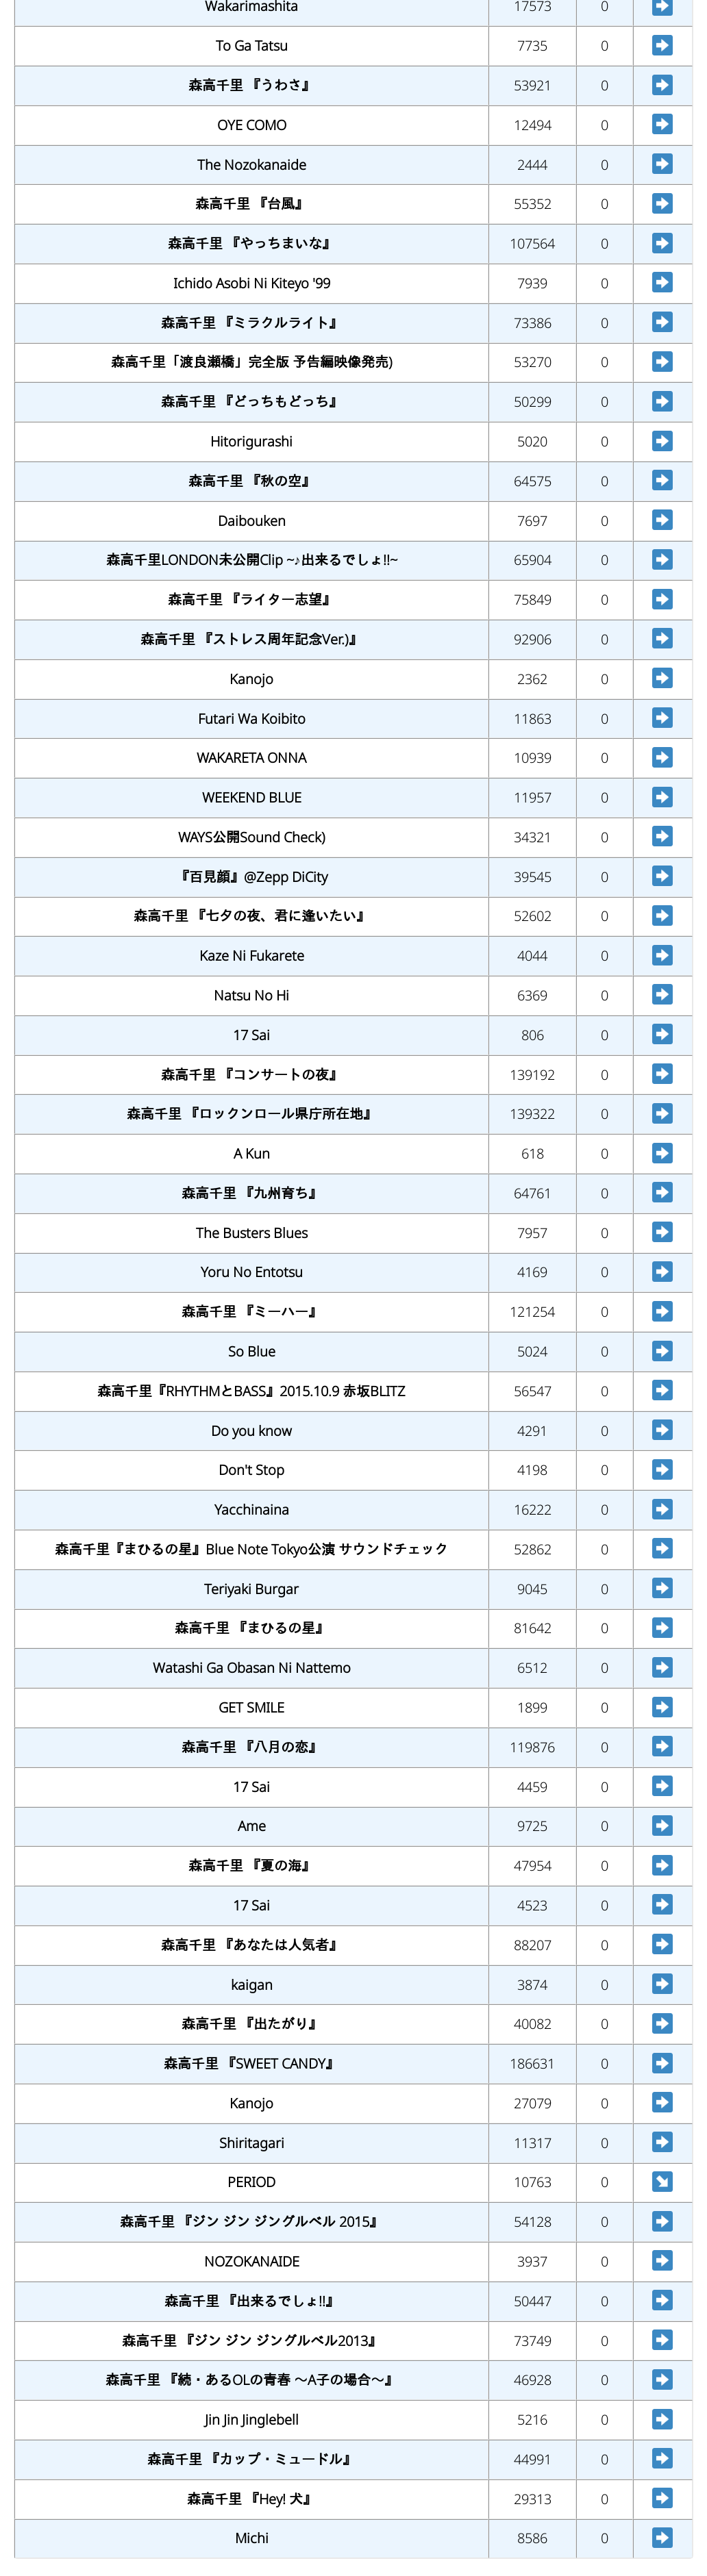 Wakarimashita 17573 0
To Ga Tatsu 7735 0
森高千里 『うわさ』 53921 0
OYE COMO 12494 0
The Nozokanaide 2444 0
森高千里 『台風』 55352 0
森高千里 『やっちまいな』 107564 0
Ichido Asobi Ni Kiteyo '99 7939 0
森高千里 『ミラクルライト』 73386 0
森高千里「渡良瀬橋」完全版 予告編映像発売) 53270 0
森高千里 『どっちもどっち』 50299 0
Hitorigurashi 5020 0
森高千里 『秋の空』 64575 0
Daibouken 7697 0
森高千里LONDON未公開Clip ~♪出来るでしょ!!~ 65904 0
森高千里 『ライター志望』 75849 0
森高千里 『ストレス周年記念Ver.)』 92906 0
Kanojo 2362 0
Futari Wa Koibito 11863 0
WAKARETA ONNA 10939 0
WEEKEND BLUE 11957 0
WAYS公開Sound Check) 34321 0
『百見顔』@Zepp DiCity 39545 0
森高千里 『七夕の夜、君に逢いたい』 52602 0
Kaze Ni Fukarete 4044 0
Natsu No Hi 6369 0
17 Sai 806 0
森高千里 『コンサートの夜』 139192 0
森高千里 『ロックンロール県庁所在地』 139322 0
A Kun 618 0
森高千里 『九州育ち』 64761 0
The Busters Blues 7957 0
Yoru No Entotsu 4169 0
森高千里 『ミーハー』 121254 0
So Blue 5024 0
森高千里『RHYTHMとBASS』2015.10.9 赤坂BLITZ 56547 0
Do you know 4291 0
Don't Stop 4198 0
Yacchinaina 16222 0
森高千里『まひるの星』Blue Note Tokyo公演 サウンドチェック 52862 0
Teriyaki Burgar 9045 0
森高千里 『まひるの星』 81642 0
Watashi Ga Obasan Ni Nattemo 6512 0
GET SMILE 1899 0
森高千里 『八月の恋』 119876 0
17 Sai 4459 0
Ame 9725 0
森高千里 『夏の海』 47954 0
17 Sai 4523 0
森高千里 『あなたは人気者』 88207 0
kaigan 3874 0
森高千里 『出たがり』 40082 0
森高千里 『SWEET CANDY』 186631 0
Kanojo 27079 0
Shiritagari 11317 0
PERIOD 10763 0
森高千里 『ジン ジン ジングルベル 2015』 54128 0
NOZOKANAIDE 3937 0
森高千里 『出来るでしょ!!』 50447 0
森高千里 『ジン ジン ジングルベル2013』 73749 0
森高千里 『続・あるOLの青春 〜A子の場合〜』 46928 0
Jin Jin Jinglebell 5216 0
森高千里 『カップ・ミュードル』 44991 0
森高千里 『Hey! 犬』 29313 0
Michi 8586 0